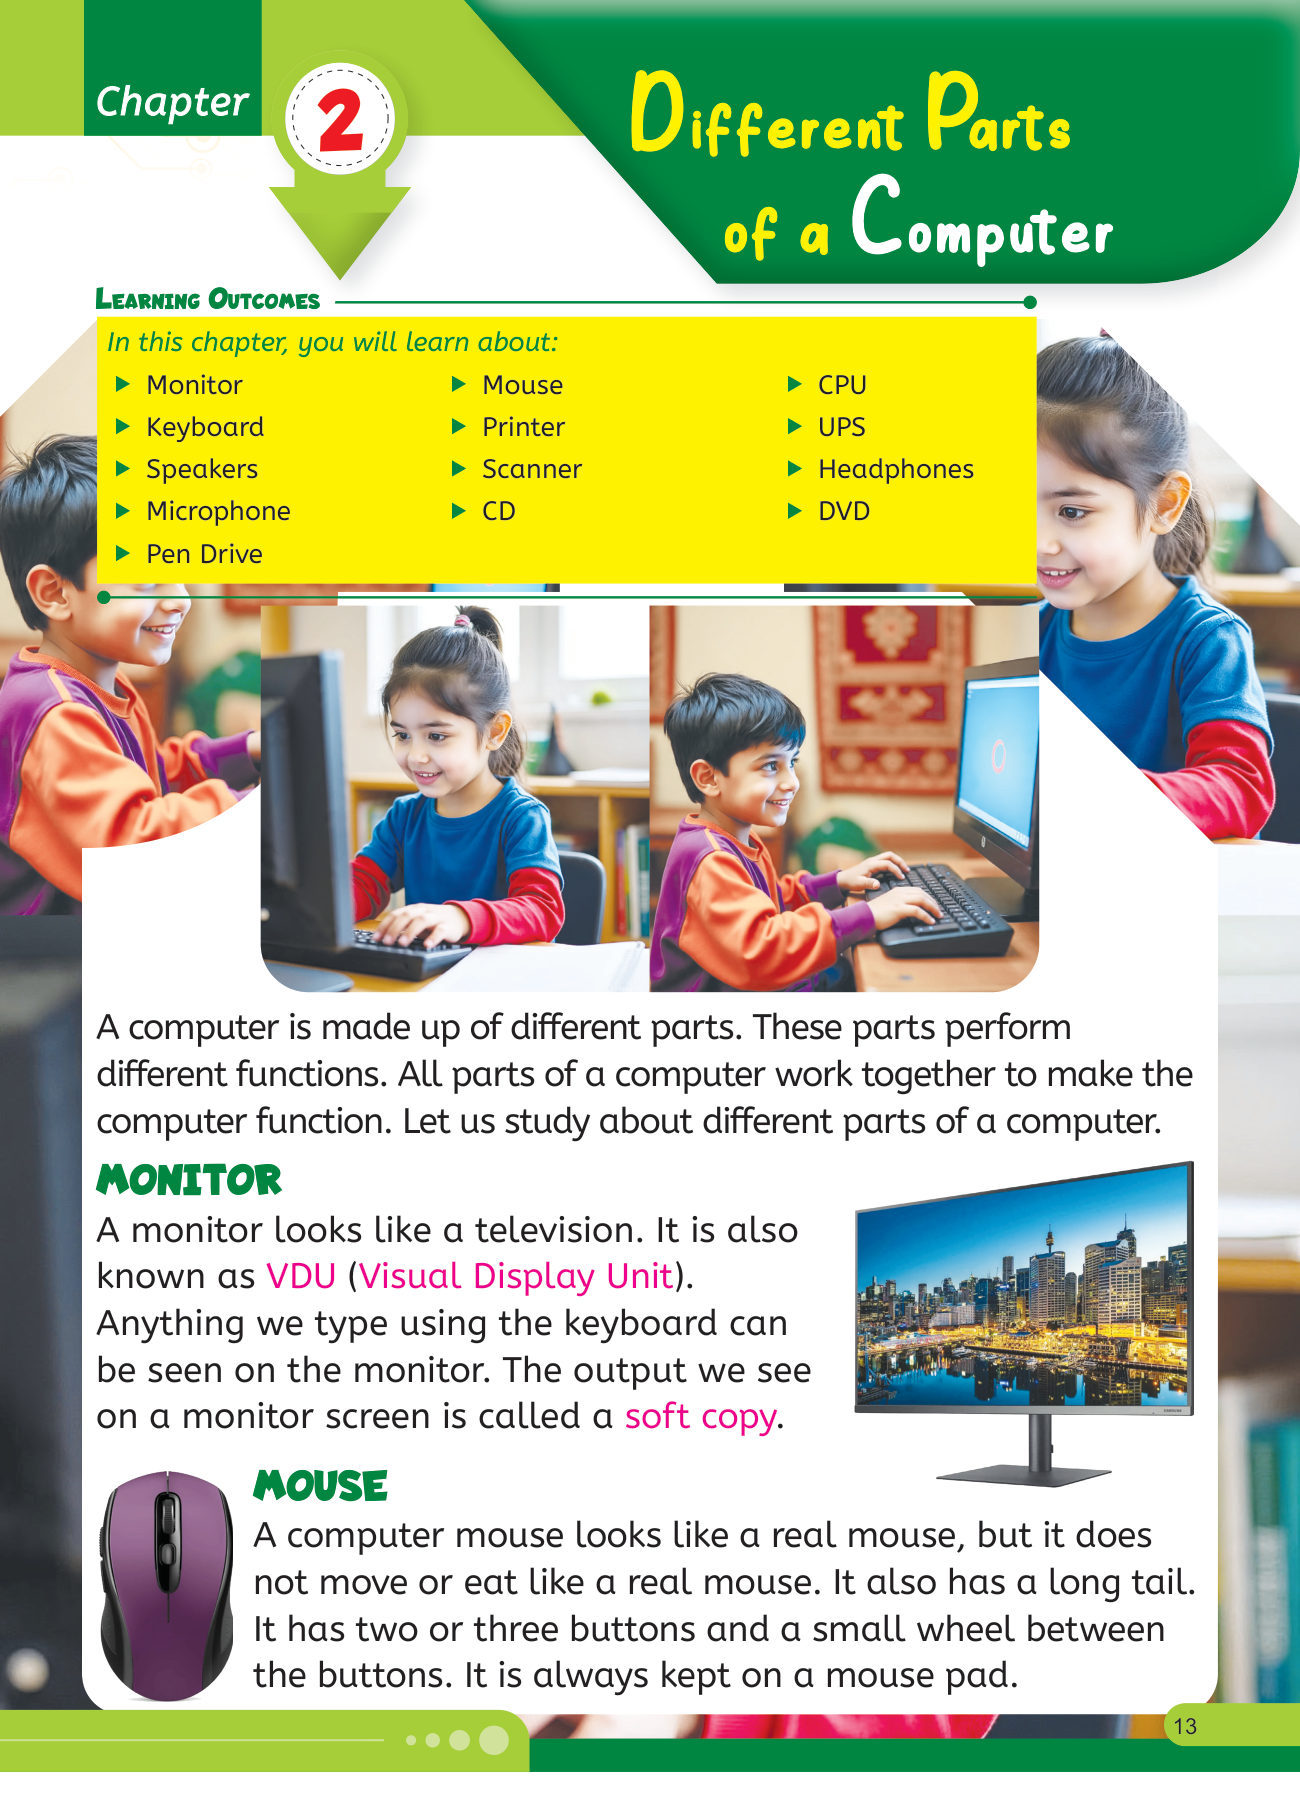 Chapter
2
Different Parts
of a Computer
Learning Outcomes
In this chapter, you will learn about:
▶ Monitor
▶ Mouse
▶ CPU
▶ Keyboard
▶ Printer
▶ UPS
▶ Speakers
▶ Scanner
▶ Headphones
▶ Microphone
▶ CD
▶ DVD
▶ Pen Drive
A computer is made up of different parts. These parts perform
different functions. All parts of a computer work together to make the
computer function. Let us study about different parts of a computer.
MONITOR
A monitor looks like a television. It is also
known as VDU (Visual Display Unit).
Anything we type using the keyboard can
be seen on the monitor. The output we see
on a monitor screen is called a soft copy.
SAMSUNG
MOUSE
A computer mouse looks like a real mouse, but it does
not move or eat like a real mouse. It also has a long tail.
It has two or three buttons and a small wheel between
the buttons. It is always kept on a mouse pad.
13